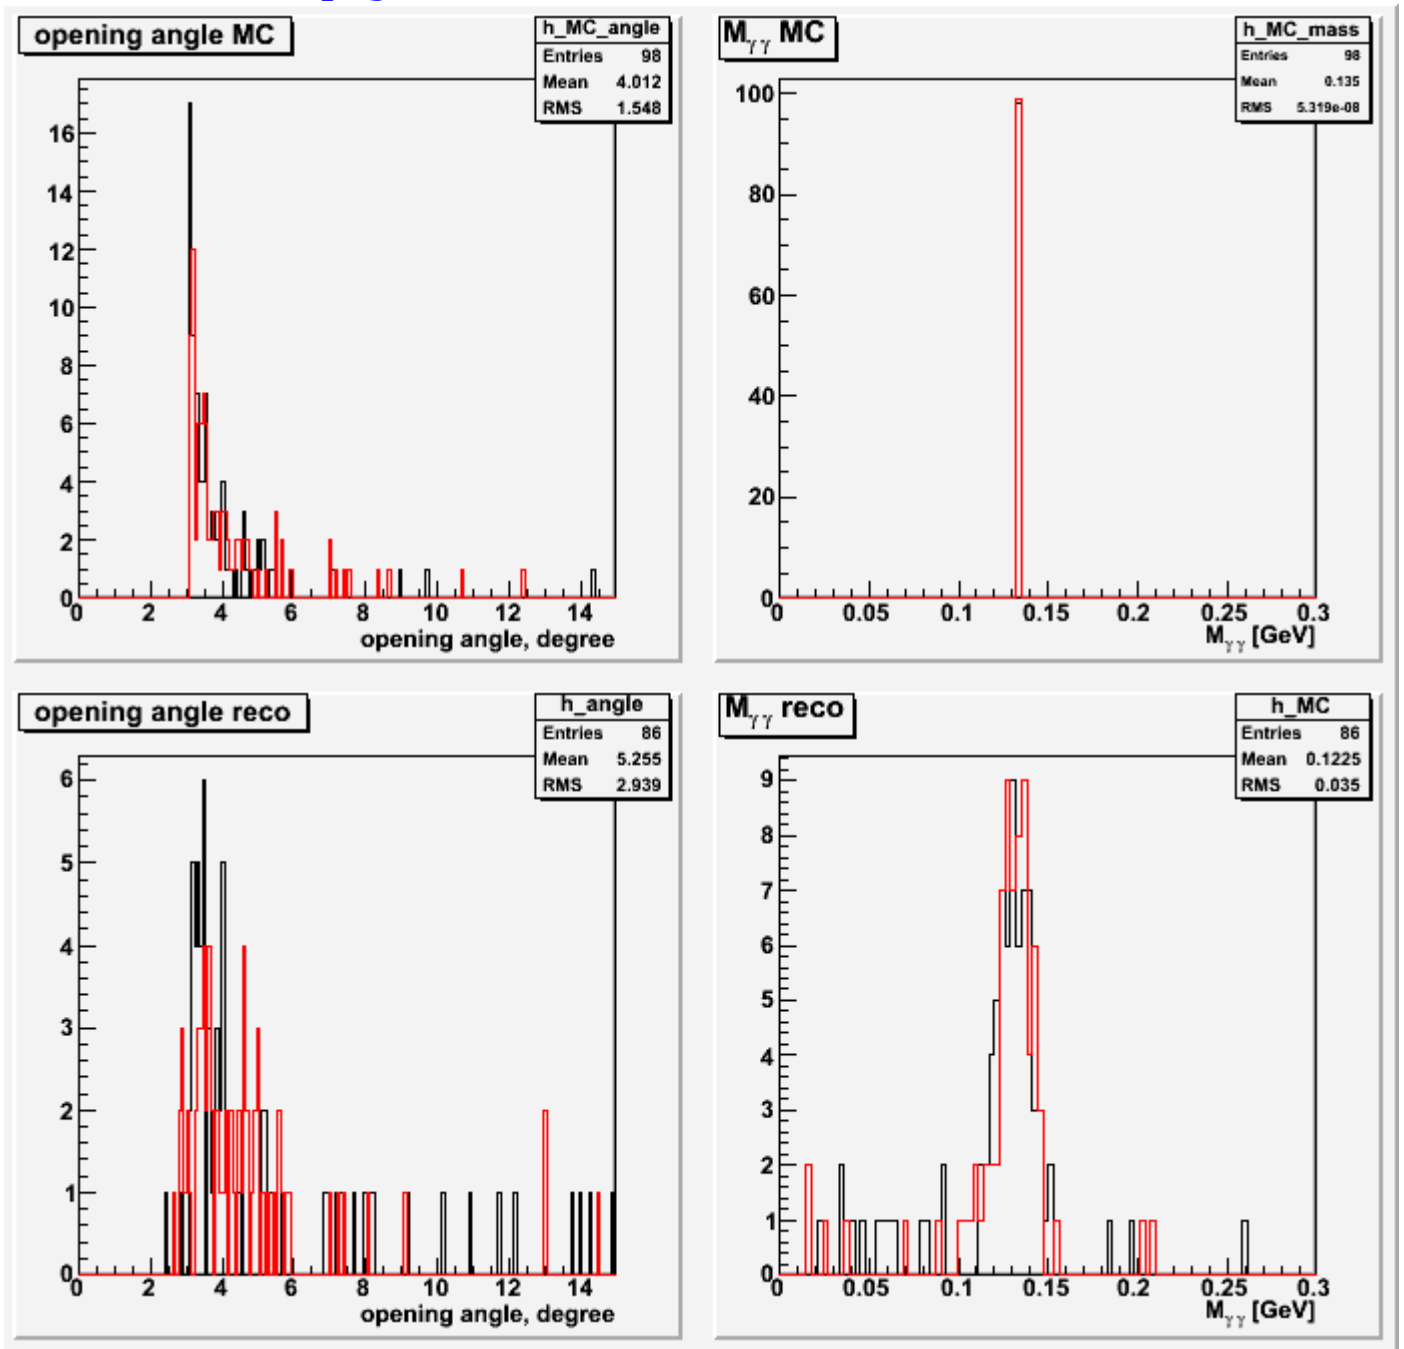 opening angle MC
h_MC_angle
Entries 98
Mean 4.012
RMS 1.548
16
14
12
10
8
6
4
2
0
0 2 4 6 8 10 12 14
opening angle, degree
Mγγ MC
h_MC_mass
Entries 98
Mean 0.135
RMS 5.319e-08
100
80
60
40
20
0
0 0.05 0.1 0.15 0.2 0.25 0.3
Mγγ [GeV]
opening angle reco
h_angle
Entries 86
Mean 5.255
RMS 2.939
6
5
4
3
2
1
0
0 2 4 6 8 10 12 14
opening angle, degree
Mγγ reco
h_MC
Entries 86
Mean 0.1225
RMS 0.035
9
8
7
6
5
4
3
2
1
0
0 0.05 0.1 0.15 0.2 0.25 0.3
Mγγ [GeV]